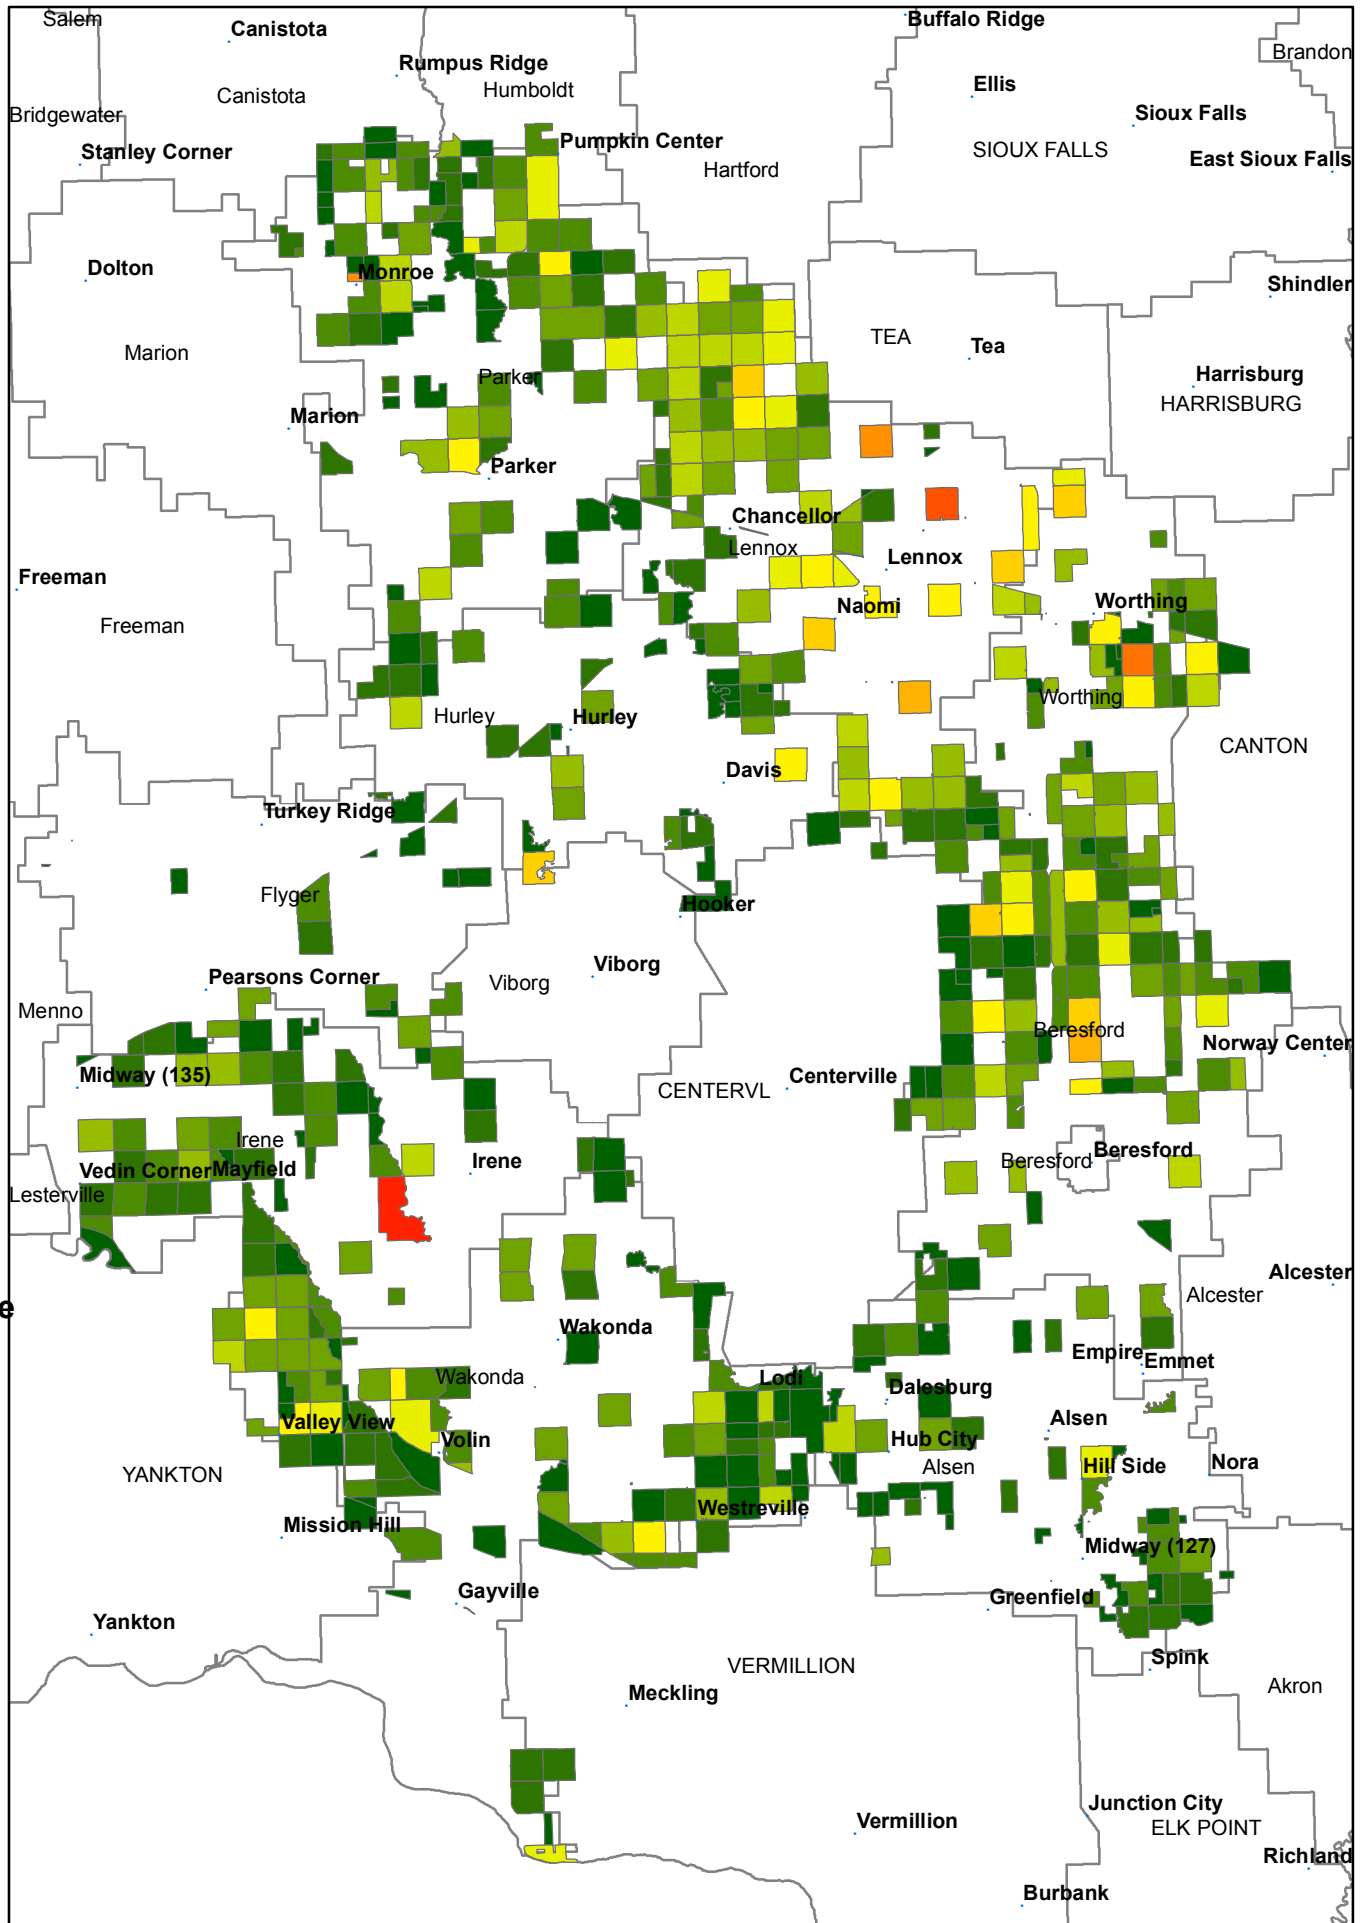 Salem
Canistota
Buffalo Ridge
Brandon
Rumpus Ridge
Humboldt
Canistota
Ellis
Bridgewater
Sioux Falls
Pumpkin Center
Stanley Corner
Hartford
SIOUX FALLS
East Sioux Falls
Dolton
Monroe
Shindler
Marion
TEA
Tea
Parker
Harrisburg
HARRISBURG
Marion
Parker
Chancellor
Lennox
Lennox
Freeman
Naomi
Worthing
Freeman
Worthing
Hurley
Hurley
CANTON
Davis
Turkey Ridge
Flyger
Hooker
Viborg
Pearsons Corner
Viborg
Menno
Beresford
Norway Center
Midway (135)
Centerville
CENTERVL
Irene
Beresford
Beresford
Irene
Vedin Corner
Mayfield
Lesterville
Alcester
Alcester
e
Wakonda
Empire
Emmet
Wakonda
Lodi
Dalesburg
Valley View
Alsen
Volin
Hub City
Alsen
Hill Side
Nora
YANKTON
Westreville
Mission Hill
Midway (127)
Gayville
Greenfield
Yankton
Spink
VERMILLION
Meckling
Akron
Junction City
Vermillion
ELK POINT
Richland
Burbank